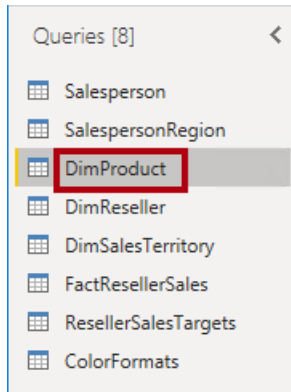 Queries [8]
Salesperson
SalespersonRegion
DimProduct
DimReseller
DimSalesTerritory
FactResellerSales
ResellerSalesTargets
ColorFormats